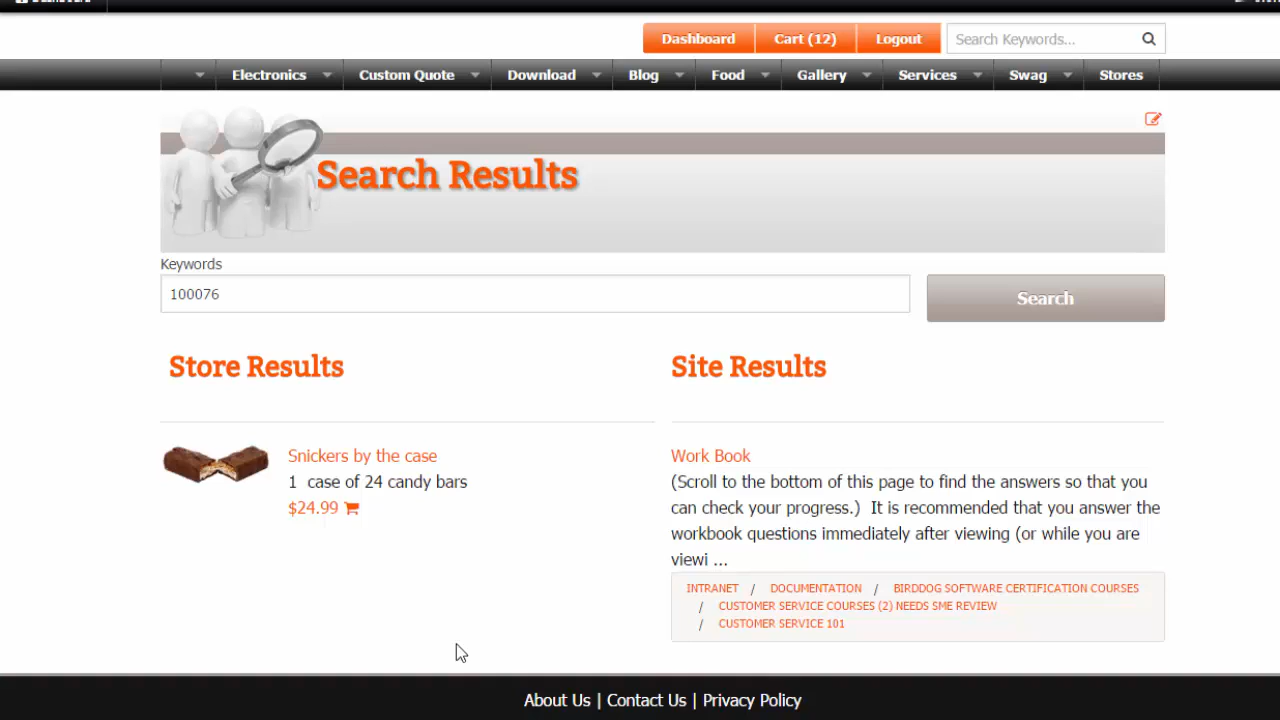 Dashboard Cart (12) Logout Search Keywords...
Electronics Custom Quote Download Blog Food Gallery Services Swag Stores
Search Results
Keywords
100076
Search
Store Results
Snickers by the case
1 case of 24 candy bars
$24.99
Site Results
Work Book
(Scroll to the bottom of this page to find the answers so that you
can check your progress.) It is recommended that you answer the
workbook questions immediately after viewing (or while you are
viewi ...
INTRANET / DOCUMENTATION / BIRDDOG SOFTWARE CERTIFICATION COURSES
/ CUSTOMER SERVICE COURSES (2) NEEDS SME REVIEW
/ CUSTOMER SERVICE 101
About Us | Contact Us | Privacy Policy